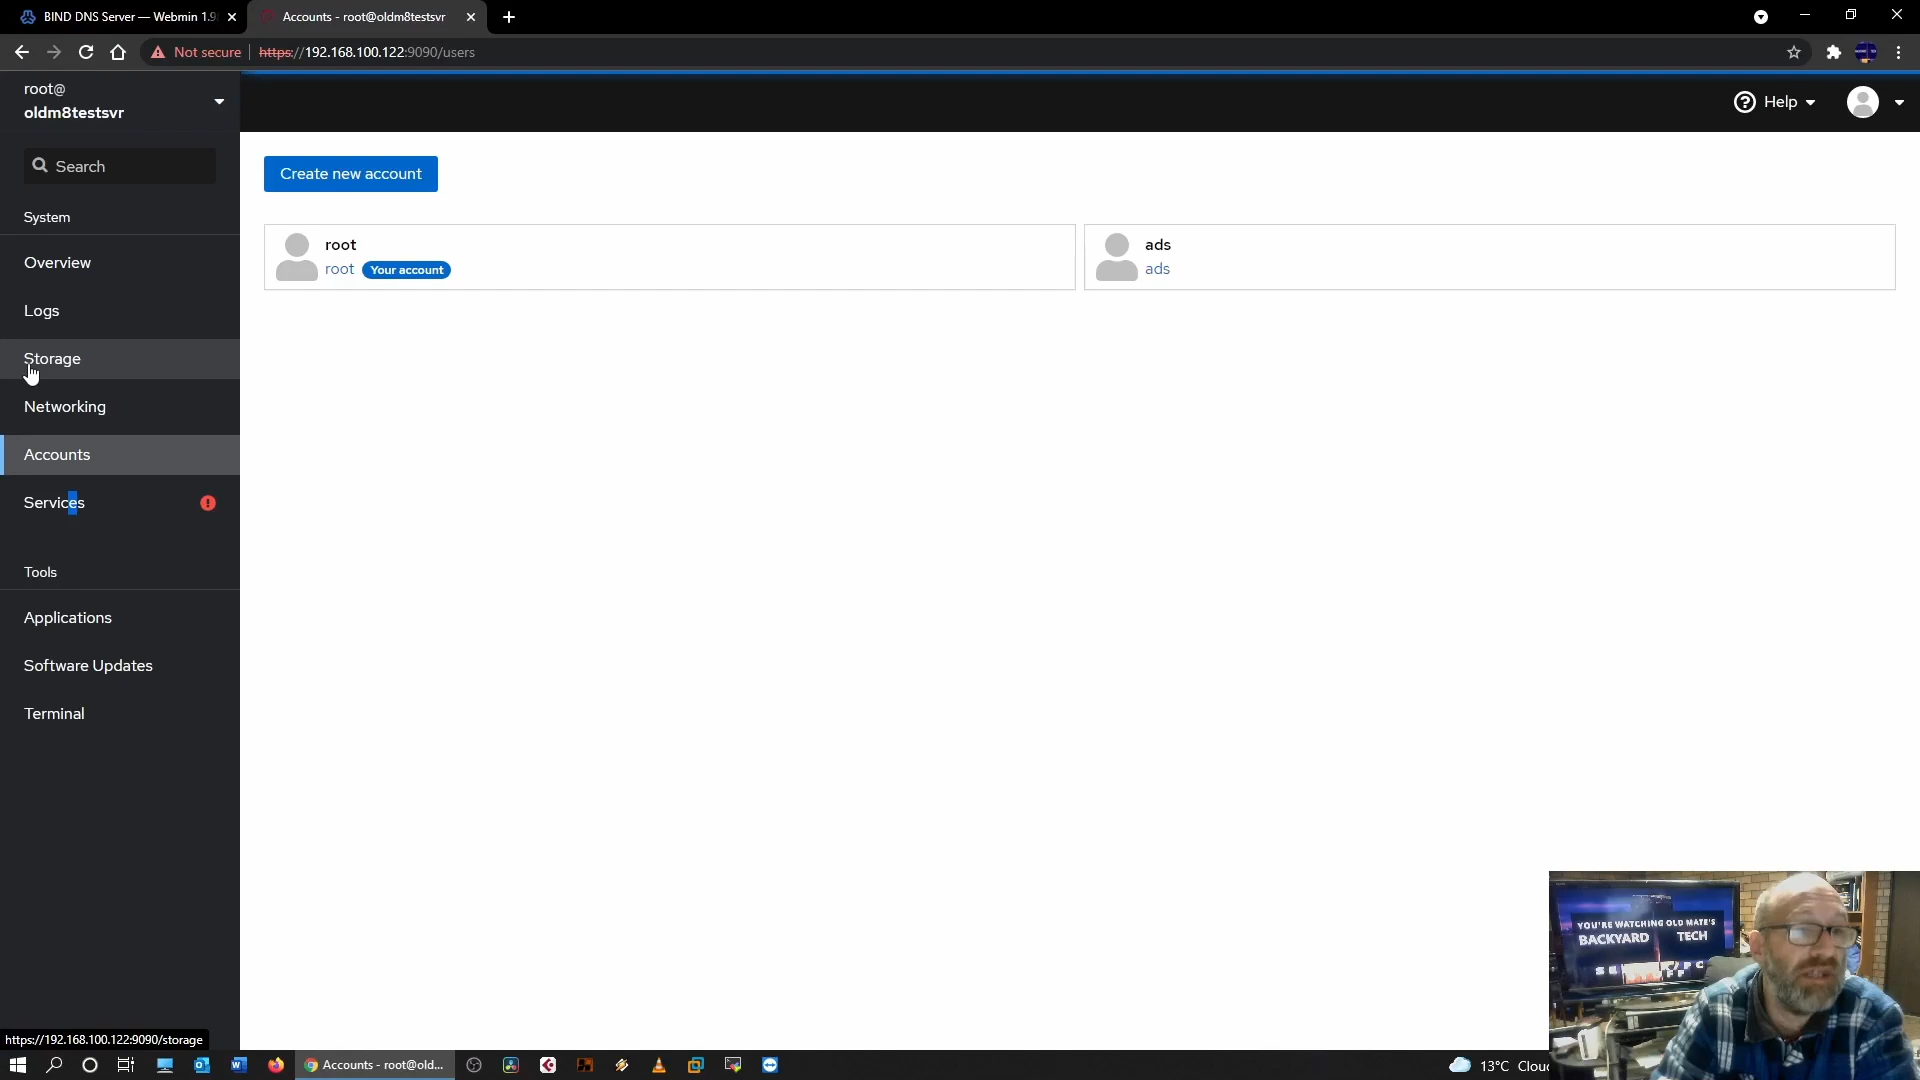 BIND DNS Server — Webmin 1.9
Accounts - root@oldm8testsvr
Not secure
https://192.168.100.122:9090/users
root@
oldm8testsvr
Help
Search
Create new account
System
root
root
Your account
ads
ads
Overview
Logs
Storage
Networking
Accounts
Services
Tools
Applications
Software Updates
Terminal
YOU'RE WATCHING OLD MATE'S
BACKYARD TECH
https://192.168.100.122:9090/storage
Accounts - root@old...
13°C Clou